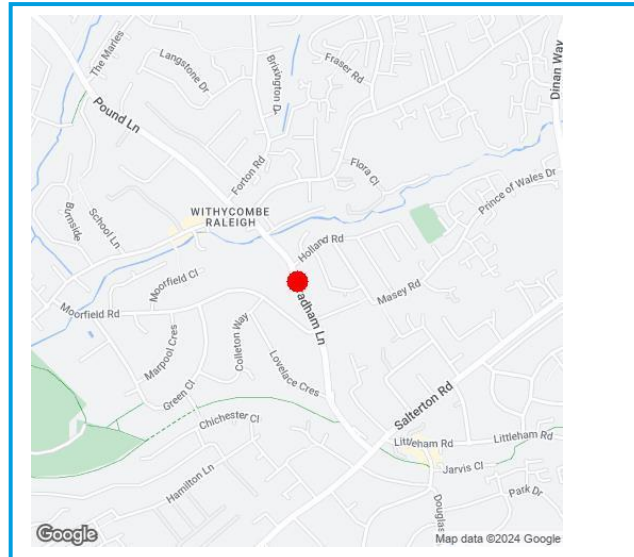 The Marles
Langstone Dr
Brixington D
Fraser Rd
Dinan Way
Pound Ln
Forton Rd
Flora Cl
Prince of Wales Dr
WITHYCOMBE
RALEIGH
Burnside
School Ln
Holland Rd
Moorfield Cl
Masey Rd
adham Ln
Moorfield Rd
Colleton Way
Marpool Cres
Lovelace Cres
Green Cl
Salterton Rd
Chichester Cl
Littleham Rd
Littleham Rd
Jarvis Cl
Hamilton Ln
Park Dr
Douglas
Google
Map data ©2024 Google